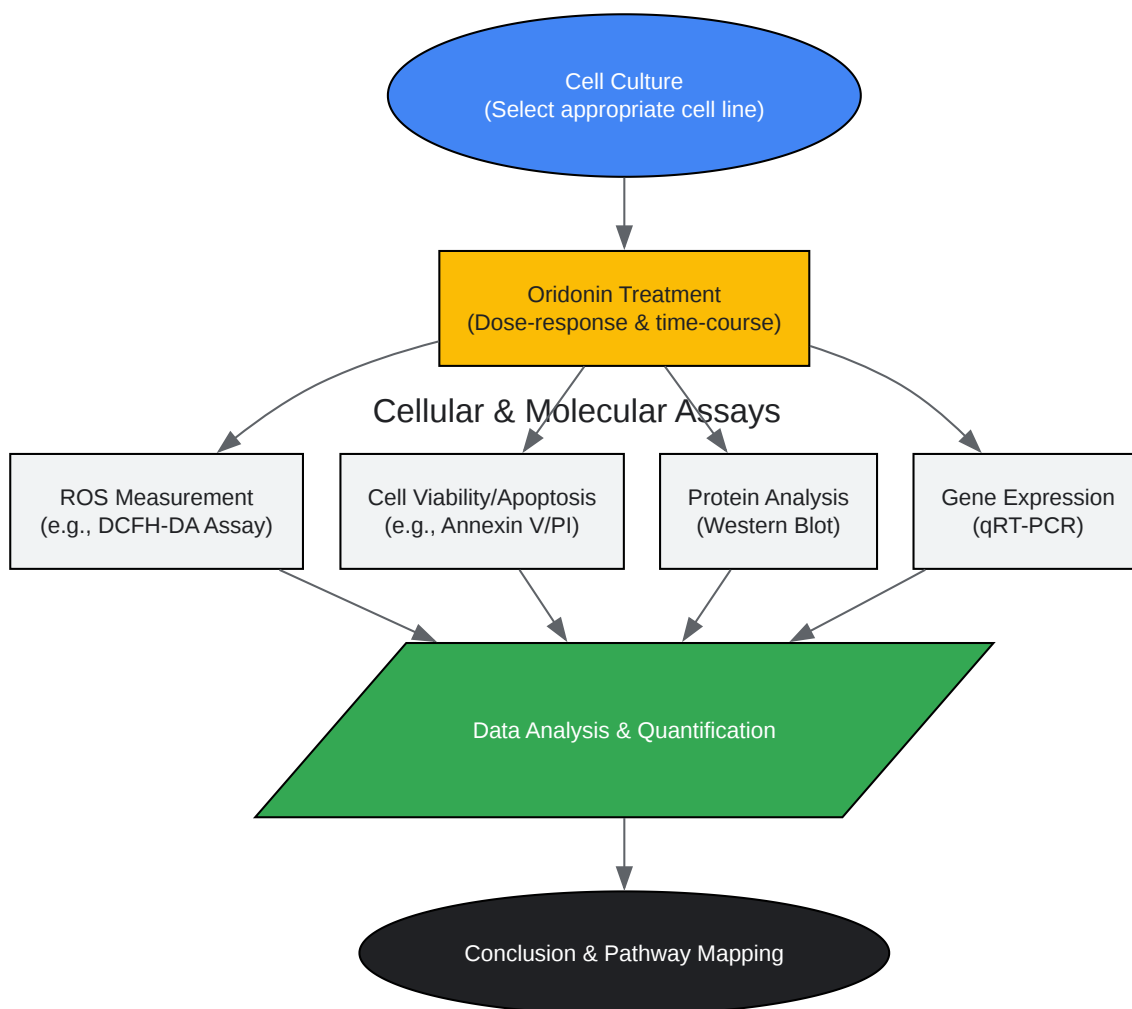 Cell Culture
(Select appropriate cell line)
Oridonin Treatment
(Dose-response & time-course)
Cellular & Molecular Assays
ROS Measurement
(e.g., DCFH-DA Assay)
Cell Viability/Apoptosis
(e.g., Annexin V/PI)
Protein Analysis
(Western Blot)
Gene Expression
(qRT-PCR)
Data Analysis & Quantification
Conclusion & Pathway Mapping